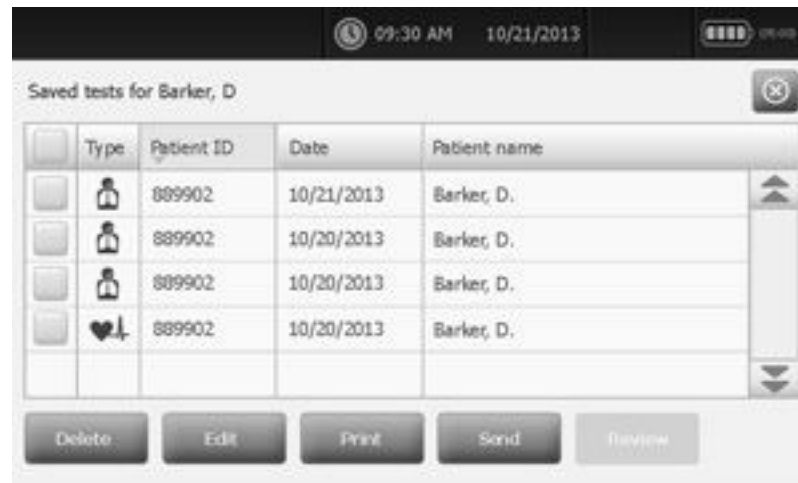 09:30 AM 10/21/2013
Saved tests for Barker, D
Type Patient ID Date Patient name
889902 10/21/2013 Barker, D.
889902 10/20/2013 Barker, D.
889902 10/20/2013 Barker, D.
889902 10/20/2013 Barker, D.
Delete Edit Print Send Review